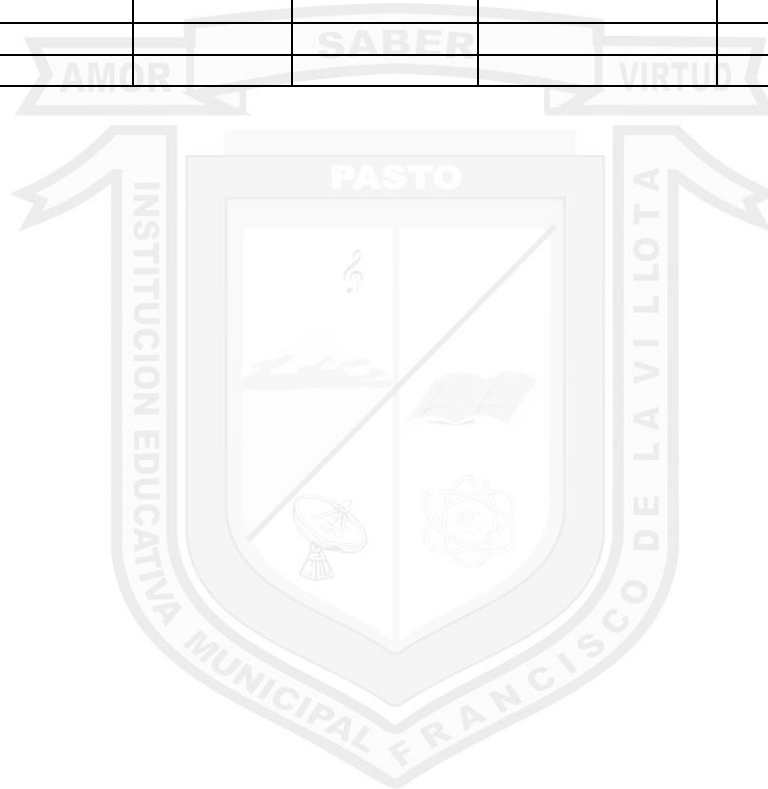 SABER
AMOR
VIRTUD
PASTO
INSTITUCION EDUCATIVA MUNICIPAL FRANCISCO DE LA VILLOTA